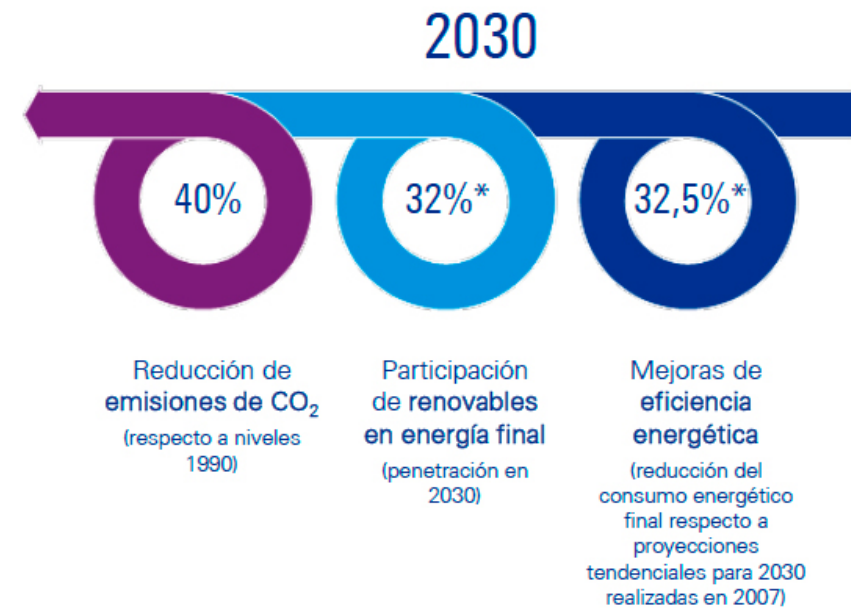 2030
40%
32%*
32,5%*
Reducción de
emisiones de CO₂
(respecto a niveles
1990)
Participación
de renovables
en energía final
(penetración en
2030)
Mejoras de
eficiencia
energética
(reducción del
consumo energético
final respecto a
proyecciones
tendenciales para 2030
realizadas en 2007)